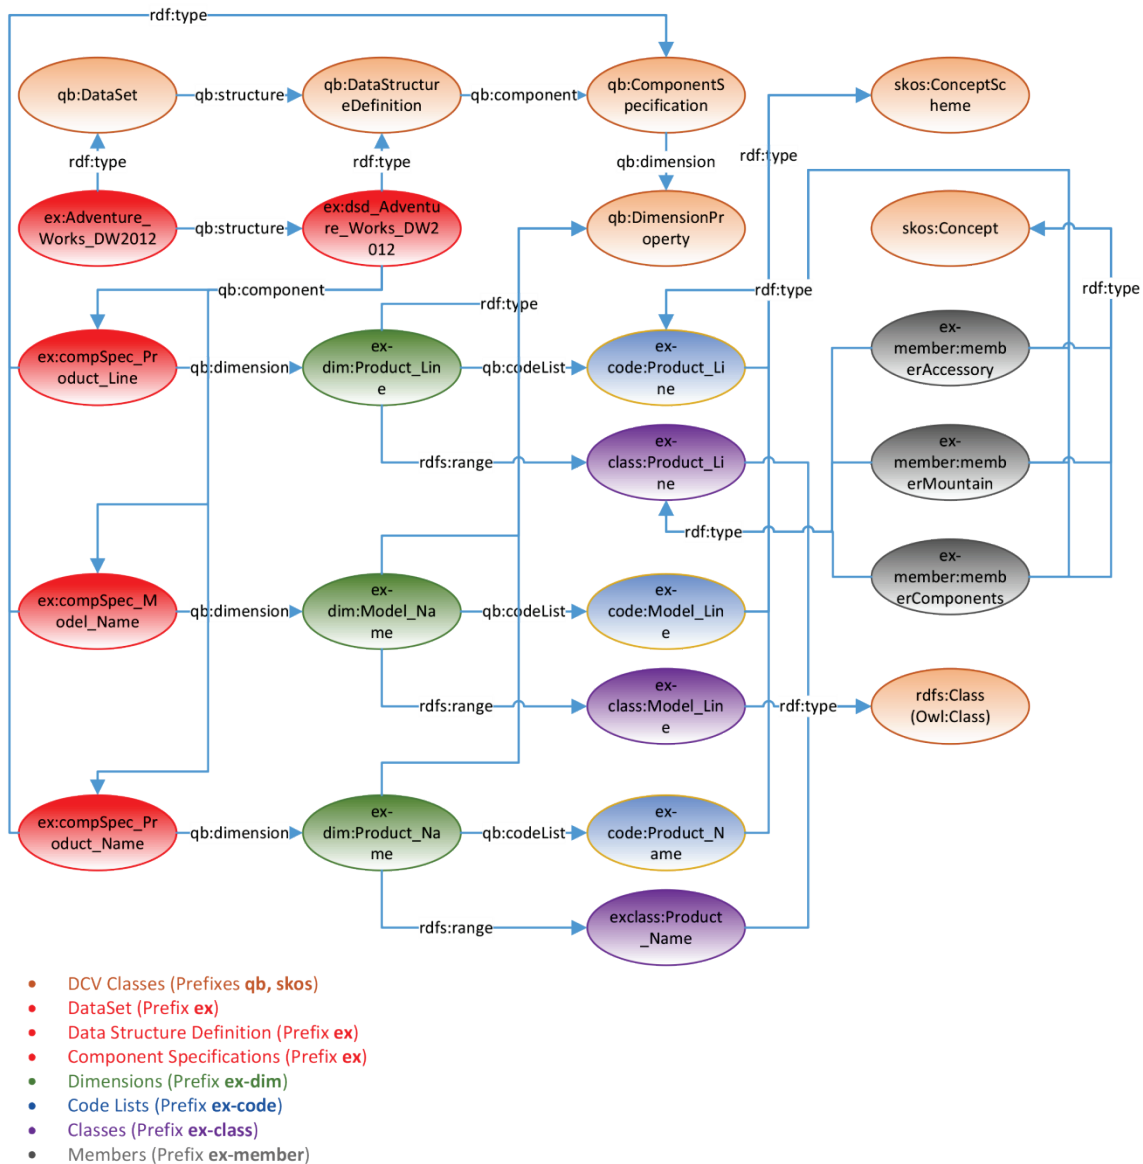 rdf:type
qb:DataSet
qb:structure
qb:DataStructur
eDefinition
qb:component
qb:ComponentS
pecification
skos:ConceptSc
heme
rdf:type
rdf:type
qb:dimension
rdf:type
ex:Adventure_
Works_DW2012
qb:structure
ex:dsd_Adventu
re_Works_DW2
012
qb:DimensionPr
operty
skos:Concept
qb:component
rdf:type
rdf:type
rdf:type
ex:compSpec_Pr
oduct_Line
qb:dimension
ex-
dim:Product_Lin
e
qb:codeList
ex-
code:Product_Li
ne
ex-
member:memb
erAccessory
rdfs:range
ex-
class:Product_Li
ne
ex-
member:memb
erMountain
rdf:type
ex-
member:memb
erComponents
ex:compSpec_M
odel_Name
qb:dimension
ex-
dim:Model_Na
me
qb:codeList
ex-
code:Model_Lin
e
rdfs:range
ex-
class:Model_Lin
e
rdf:type
rdfs:Class
(Owl:Class)
ex:compSpec_Pr
oduct_Name
qb:dimension
ex-
dim:Product_Na
me
qb:codeList
ex-
code:Product_N
ame
rdfs:range
exclass:Product
_Name
• DCV Classes (Prefixes qb, skos)
• DataSet (Prefix ex)
• Data Structure Definition (Prefix ex)
• Component Specifications (Prefix ex)
• Dimensions (Prefix ex-dim)
• Code Lists (Prefix ex-code)
• Classes (Prefix ex-class)
• Members (Prefix ex-member)